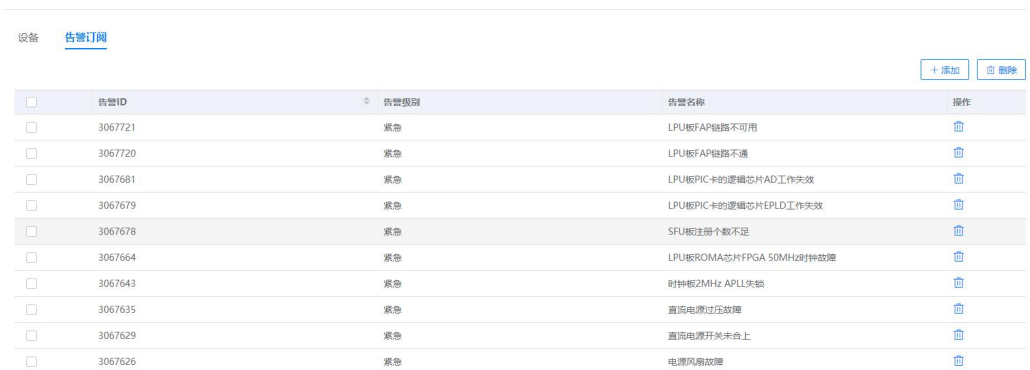 设备 告警订阅
添加 删除
告警ID 告警级别 告警名称 操作
3067721 紧急 LPU板FAP链路不可用
3067720 紧急 LPU板FAP链路不通
3067681 紧急 LPU板PIC卡的逻辑芯片AD工作失效
3067679 紧急 LPU板PIC卡的逻辑芯片EPLD工作失效
3067678 紧急 SFU板注册个数不足
3067664 紧急 LPU板ROMA芯片FPGA 50MHz时钟故障
3067643 紧急 时钟板2MHz APLL失锁
3067635 紧急 直流电源过压故障
3067629 紧急 直流电源开关未合上
3067626 紧急 电源风扇故障